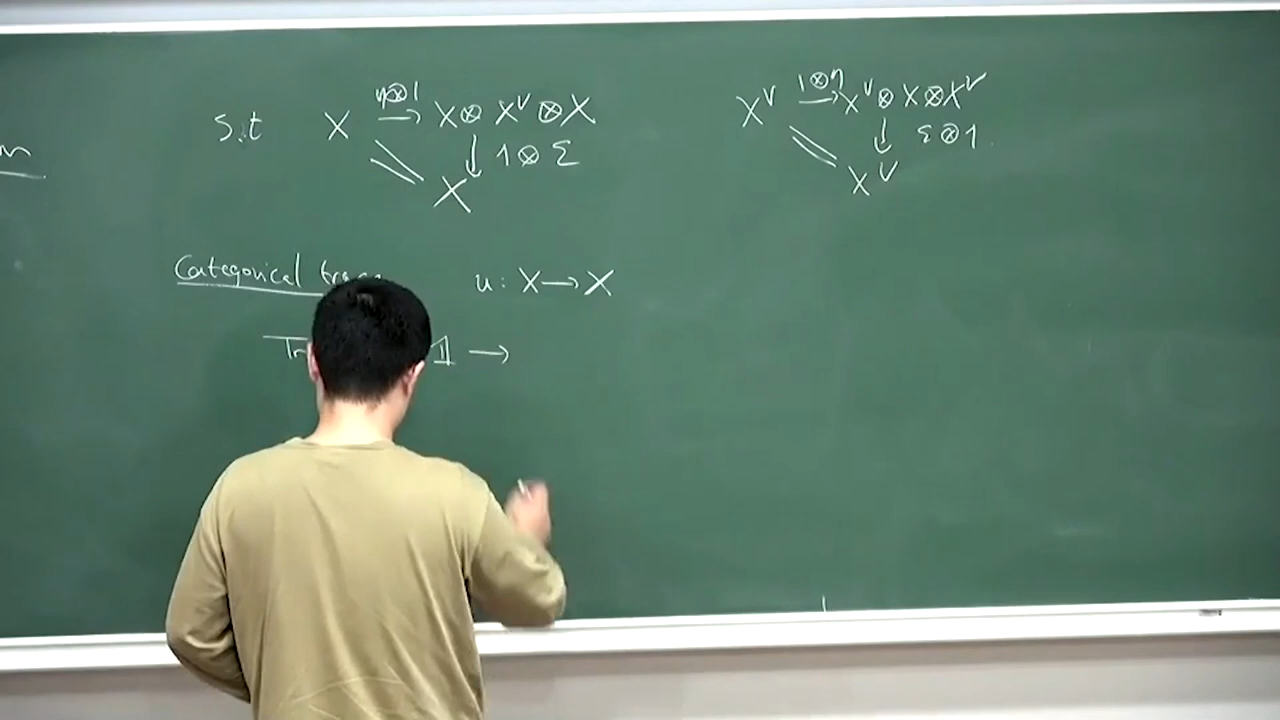 s.t X →(η⊗1) X⊗X^∨⊗X X^∨ →(1⊗η) X^∨⊗X⊗X^∨
↓ 1⊗Σ ↓ Σ⊗1
X X^∨
Categorical u: X → X
Tr 𝟙 →